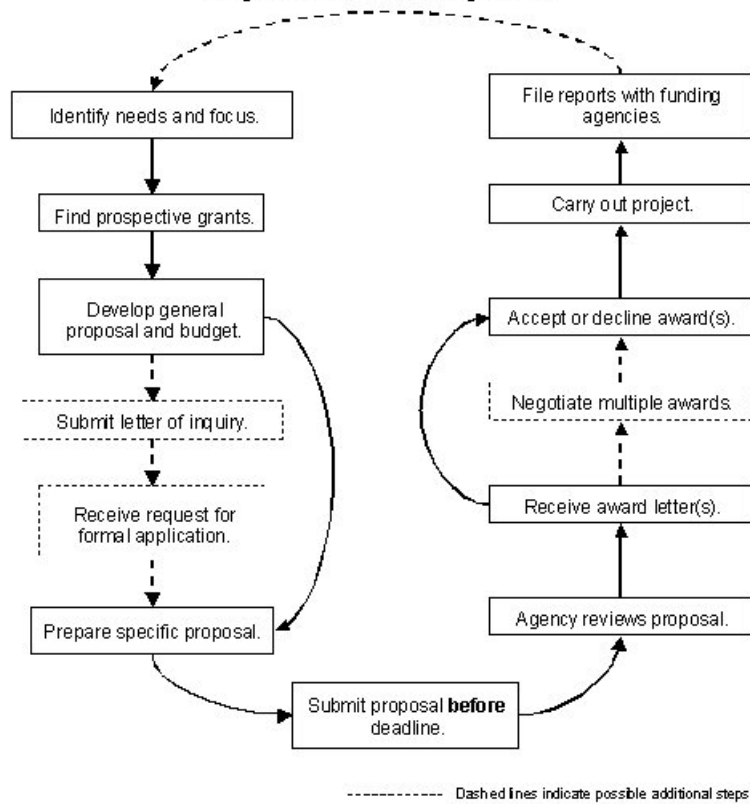 Identify needs and focus.
Find prospective grants.
Develop general
proposal and budget.
Submit letter of inquiry.
Receive request for
formal application.
Prepare specific proposal.
Submit proposal before
deadline.
Agency reviews proposal.
Receive award letter(s).
Negotiate multiple awards.
Accept or decline award(s).
Carry out project.
File reports with funding
agencies.
Dashed lines indicate possible additional steps